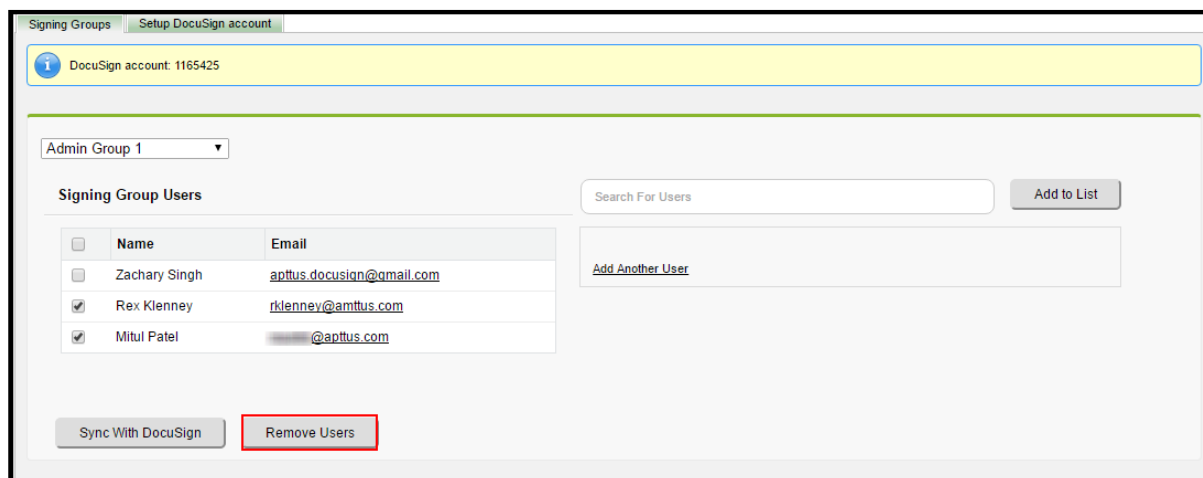 Signing Groups Setup DocuSign account
DocuSign account: 1165425
Admin Group 1
Signing Group Users
Search For Users
Add to List
Name Email
Zachary Singh apttus.docusign@gmail.com
Add Another User
Rex Klenney rklenney@amttus.com
Mitul Patel @apttus.com
Sync With DocuSign Remove Users